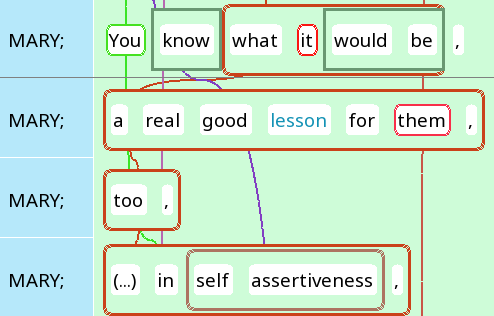 MARY; You know what it would be ,
MARY; a real good lesson for them ,
MARY; too ,
MARY; (...) in self assertiveness ,